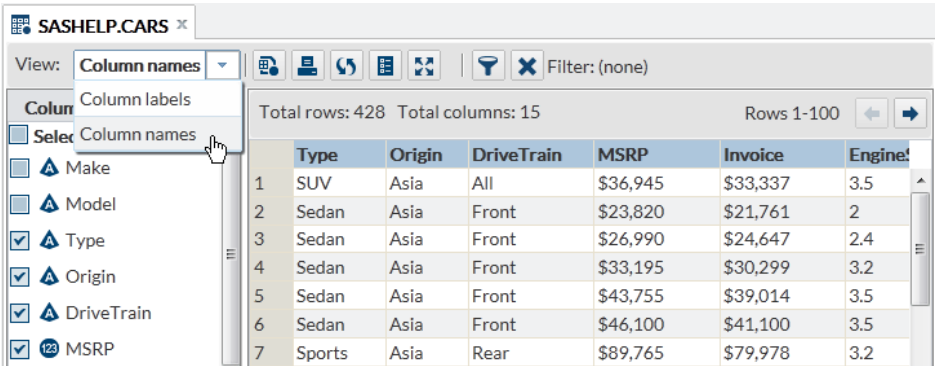 SASHELP.CARS ×
View: Column names Filter: (none)
Column labels
Column names
Colum
Selec
Make
Model
Type
Origin
DriveTrain
123 MSRP
Total rows: 428 Total columns: 15 Rows 1-100
Type Origin DriveTrain MSRP Invoice EngineS
1 SUV Asia All $36,945 $33,337 3.5
2 Sedan Asia Front $23,820 $21,761 2
3 Sedan Asia Front $26,990 $24,647 2.4
4 Sedan Asia Front $33,195 $30,299 3.2
5 Sedan Asia Front $43,755 $39,014 3.5
6 Sedan Asia Front $46,100 $41,100 3.5
7 Sports Asia Rear $89,765 $79,978 3.2